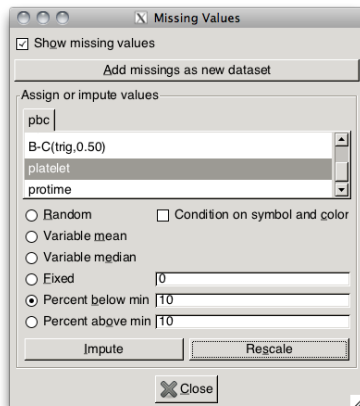 Missing Values
Show missing values
Add missings as new dataset
Assign or impute values
pbc
B-C(trig,0.50)
platelet
protime
Random Condition on symbol and color
Variable mean
Variable median
Fixed 0
Percent below min 10
Percent above min 10
Impute Rescale
Close